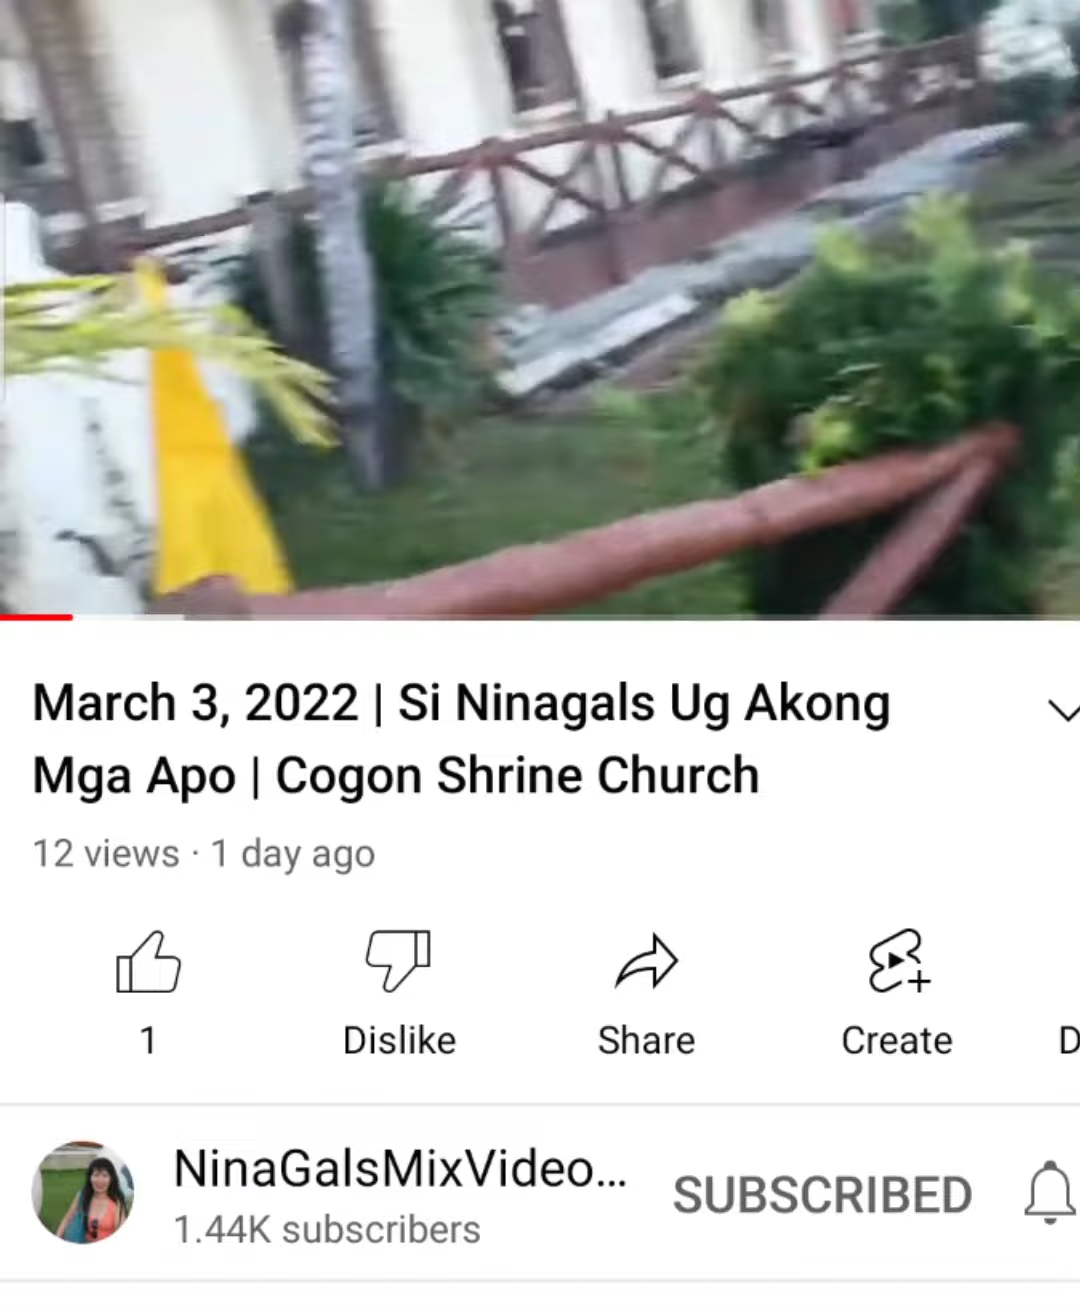 March 3, 2022 | Si Ninagals Ug Akong
Mga Apo | Cogon Shrine Church
12 views · 1 day ago
1
Dislike
Share
Create
D
NinaGalsMixVideo...
SUBSCRIBED
1.44K subscribers